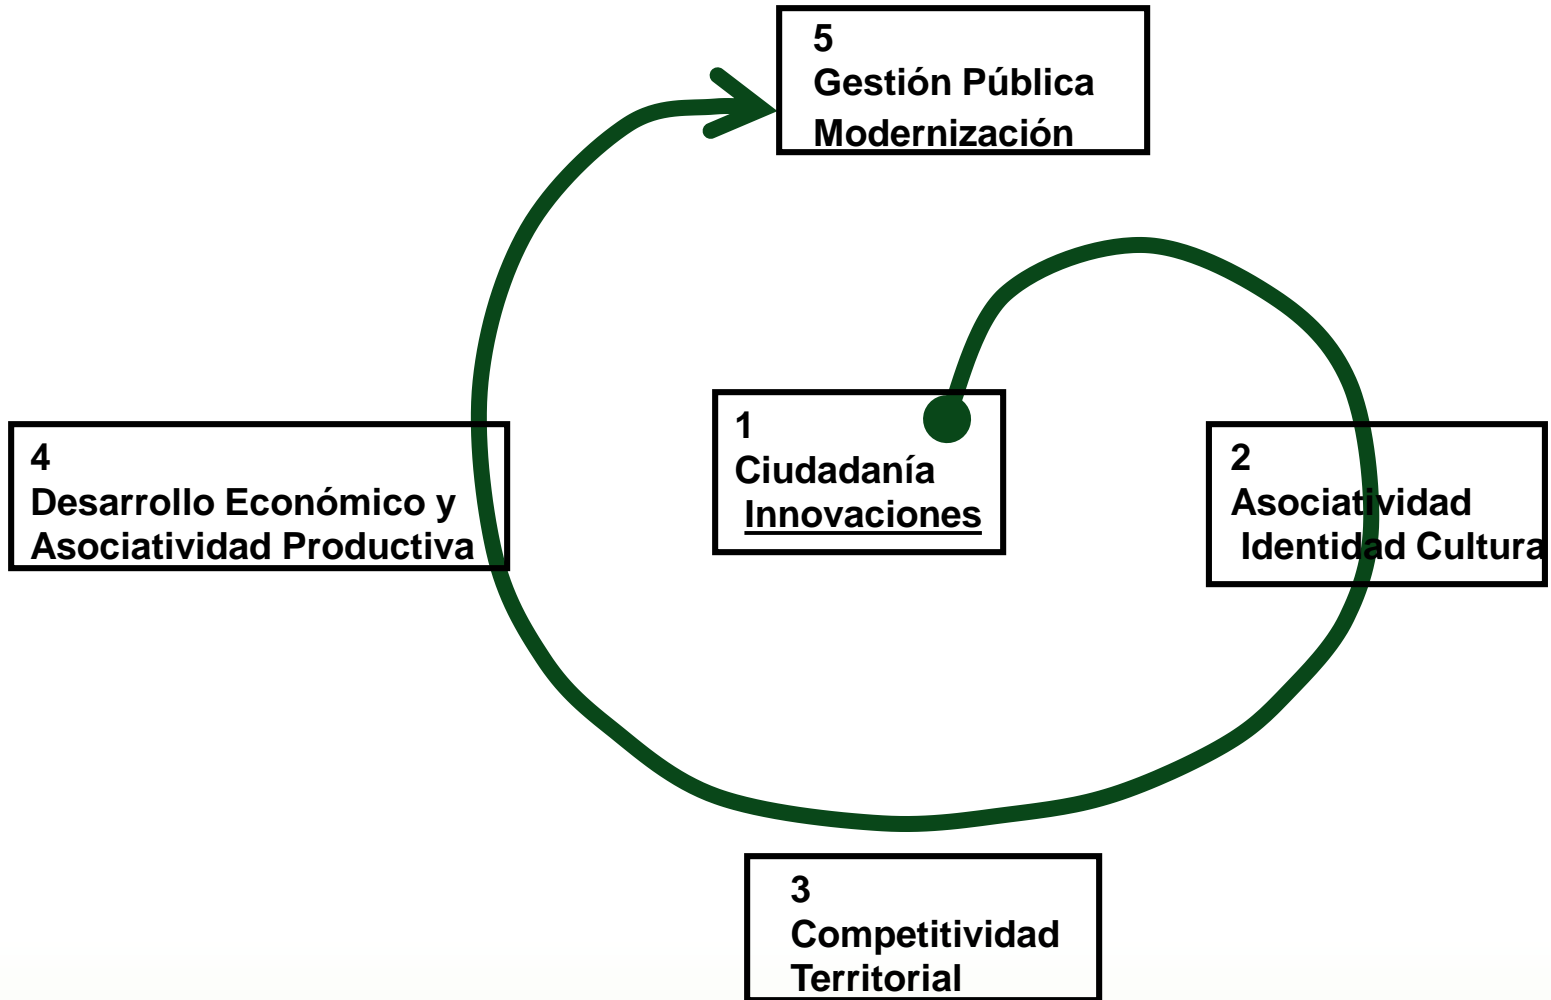 5
Gestión Pública
Modernización
1
Ciudadanía
Innovaciones
2
Asociatividad
Identidad Cultura
4
Desarrollo Económico y
Asociatividad Productiva
3
Competitividad
Territorial